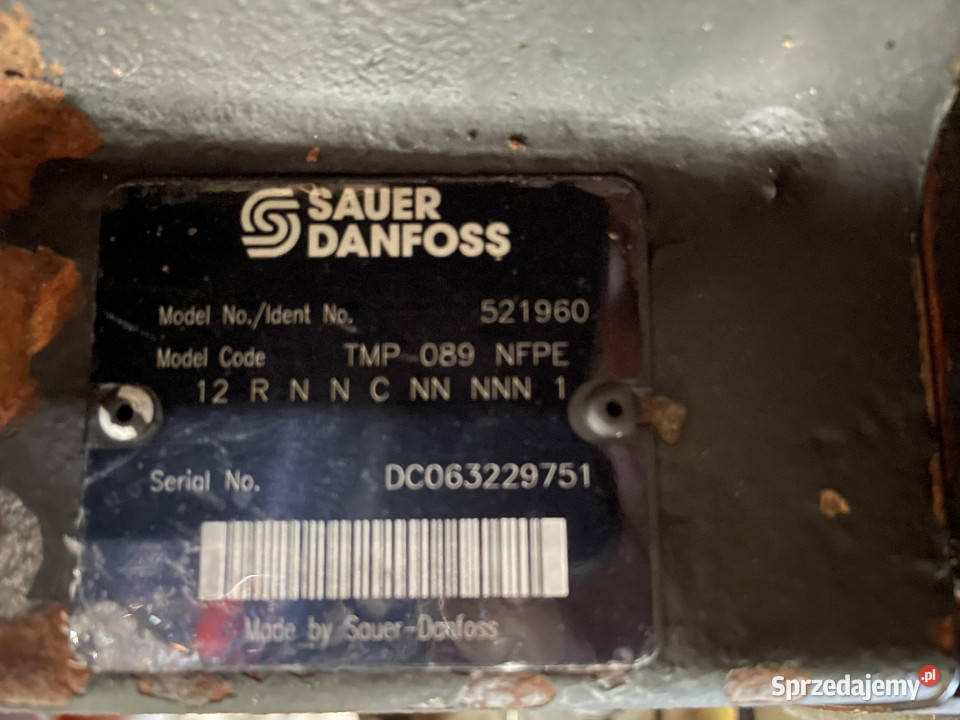 SAUER
DANFOSS
Model No./Ident No. 521960
Model Code TMP 089 NFPE
12 R N N C NN NNN 1
Serial No. DC063229751
Made by Sauer-Danfoss
Sprzedajemy.pl